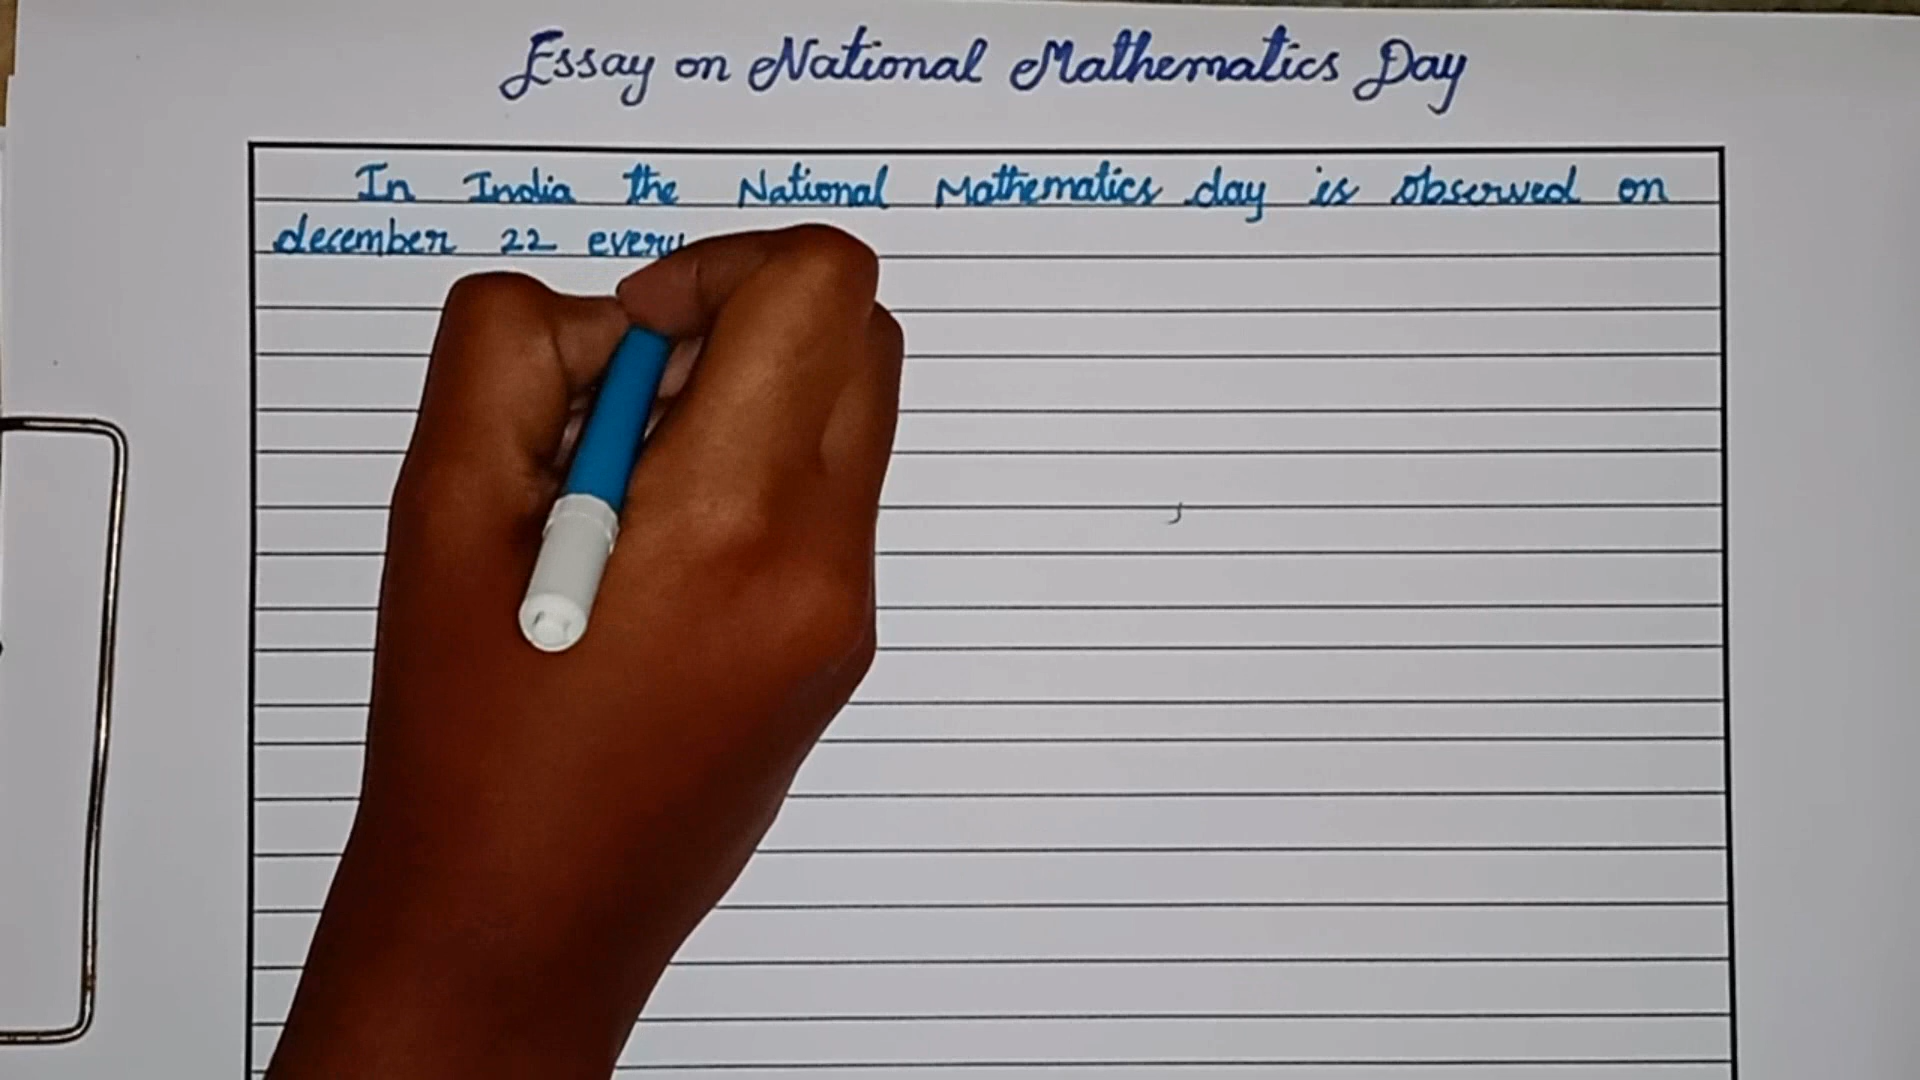 Essay on National Mathematics Day
In India the National Mathematics day is observed on
december 22 every